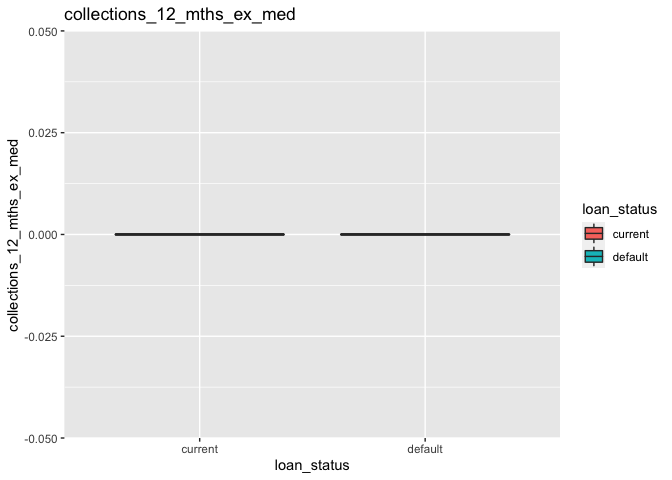 collections_12_mths_ex_med
0.050
0.025
0.000
-0.025
-0.050
collections_12_mths_ex_med
current
default
loan_status
loan_status
current
default